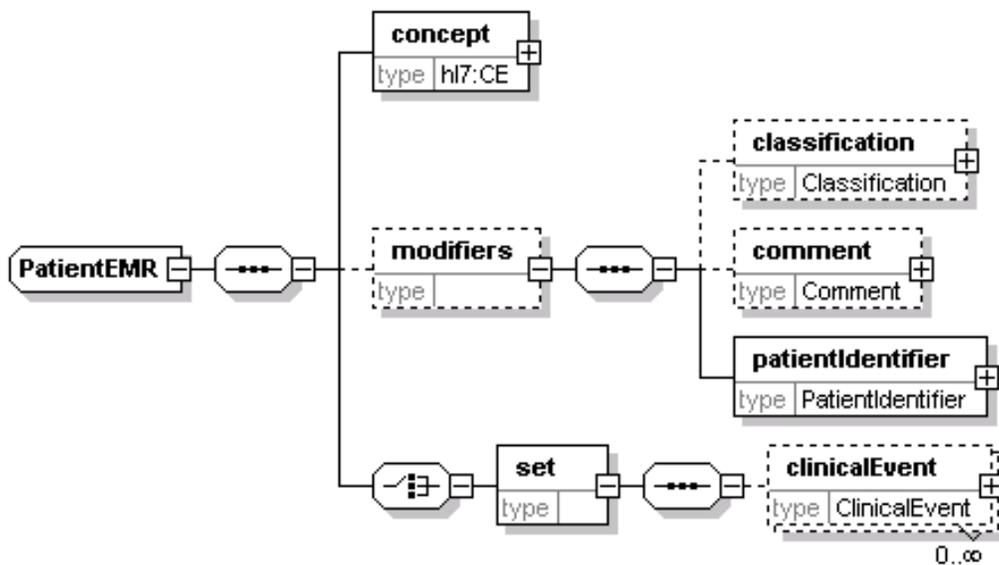 concept
type hl7:CE
classification
type Classification
PatientEMR
modifiers
type
comment
type Comment
patientIdentifier
type PatientIdentifier
set
type
clinicalEvent
type ClinicalEvent
0..∞